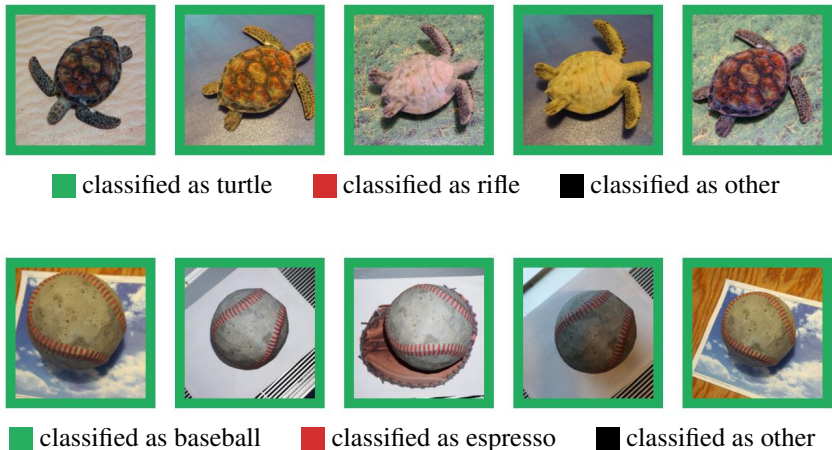 classified as turtle classified as rifle classified as other
classified as baseball classified as espresso classified as other